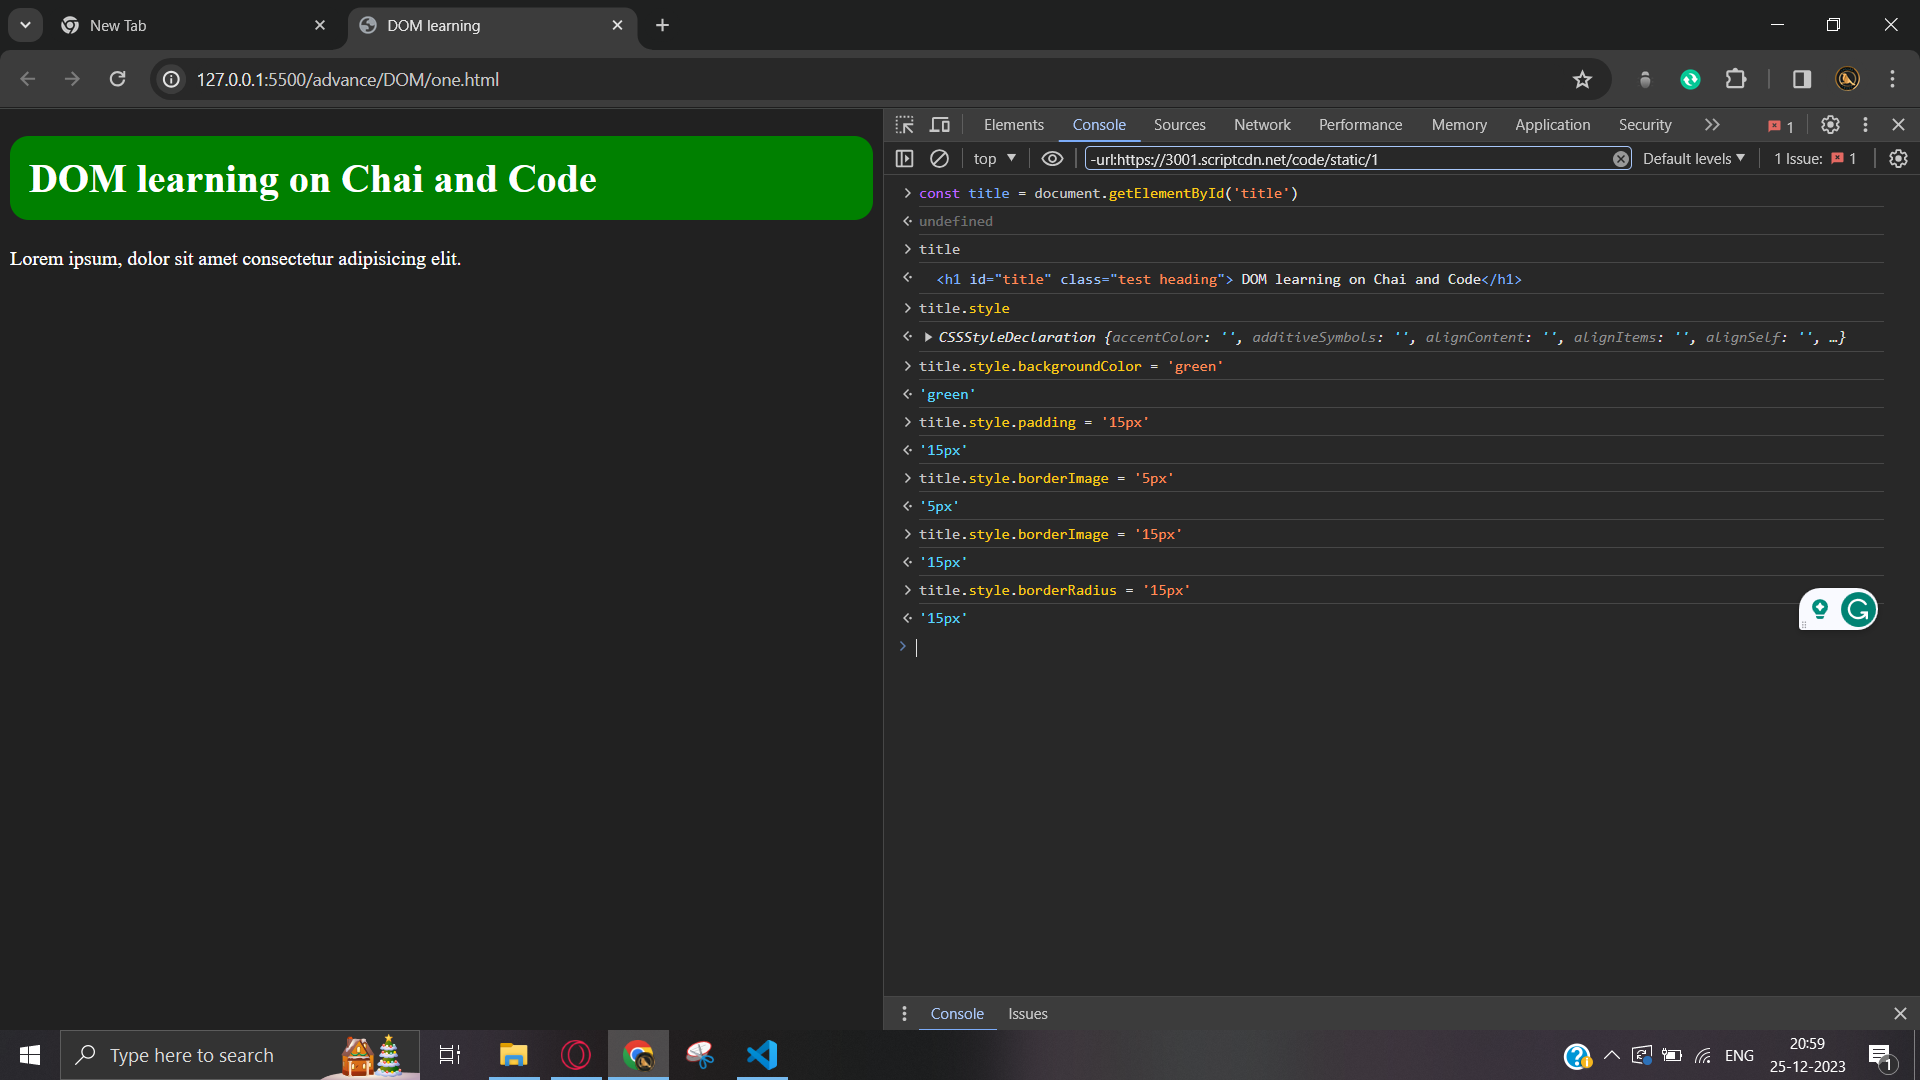 New Tab
DOM learning
127.0.0.1:5500/advance/DOM/one.html
DOM learning on Chai and Code
Lorem ipsum, dolor sit amet consectetur adipisicing elit.
Elements Console Sources Network Performance Memory Application Security 1
top -url:https://3001.scriptcdn.net/code/static/1 Default levels 1 Issue: 1
> const title = document.getElementById('title')
undefined
> title
<h1 id="title" class="test heading"> DOM learning on Chai and Code</h1>
> title.style
CSSStyleDeclaration {accentColor: '', additiveSymbols: '', alignContent: '', alignItems: '', alignSelf: '', …}
> title.style.backgroundColor = 'green'
'green'
> title.style.padding = '15px'
'15px'
> title.style.borderImage = '5px'
'5px'
> title.style.borderImage = '15px'
'15px'
> title.style.borderRadius = '15px'
'15px'
>
Console Issues
Type here to search
ENG
20:59
25-12-2023
1